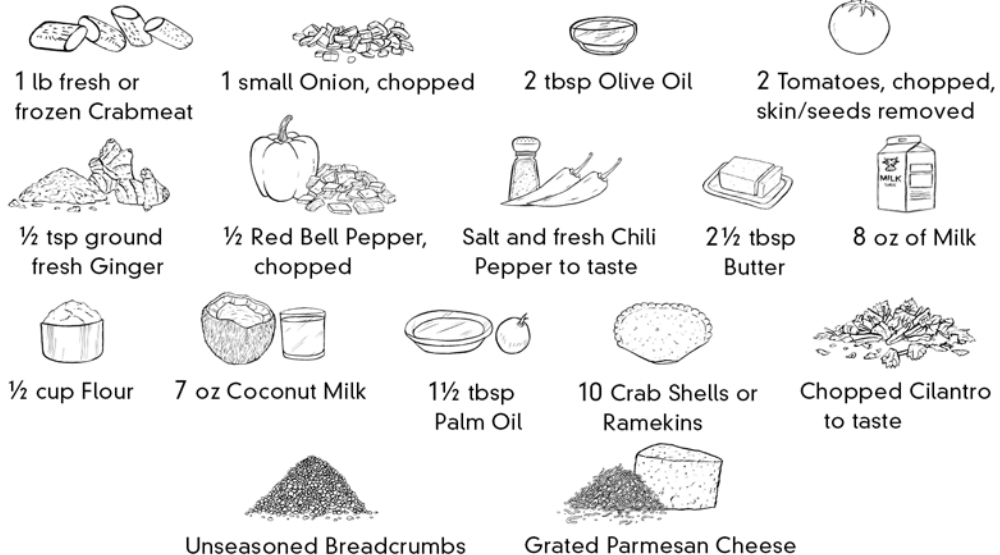 1 lb fresh or
frozen Crabmeat
1 small Onion, chopped
2 tbsp Olive Oil
2 Tomatoes, chopped,
skin/seeds removed
½ tsp ground
fresh Ginger
½ Red Bell Pepper,
chopped
Salt and fresh Chili
Pepper to taste
2½ tbsp
Butter
MILK
8 oz of Milk
½ cup Flour
7 oz Coconut Milk
1½ tbsp
Palm Oil
10 Crab Shells or
Ramekins
Chopped Cilantro
to taste
Unseasoned Breadcrumbs
Grated Parmesan Cheese